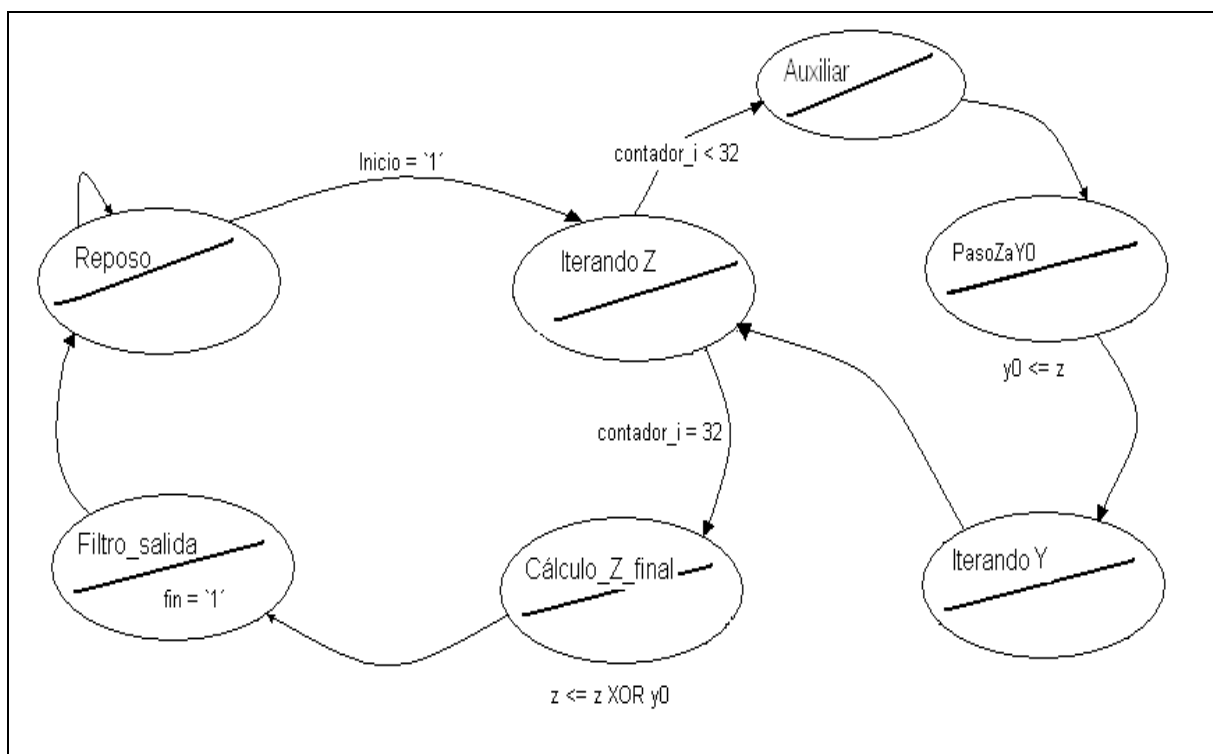 Auxiliar
Inicio = `1´
contador_i < 32
Reposo
Iterando Z
PasoZaY0
y0 <= z
contador_i = 32
Filtro_salida
fin = `1´
Cálculo_Z_final
Iterando Y
z <= z XOR y0